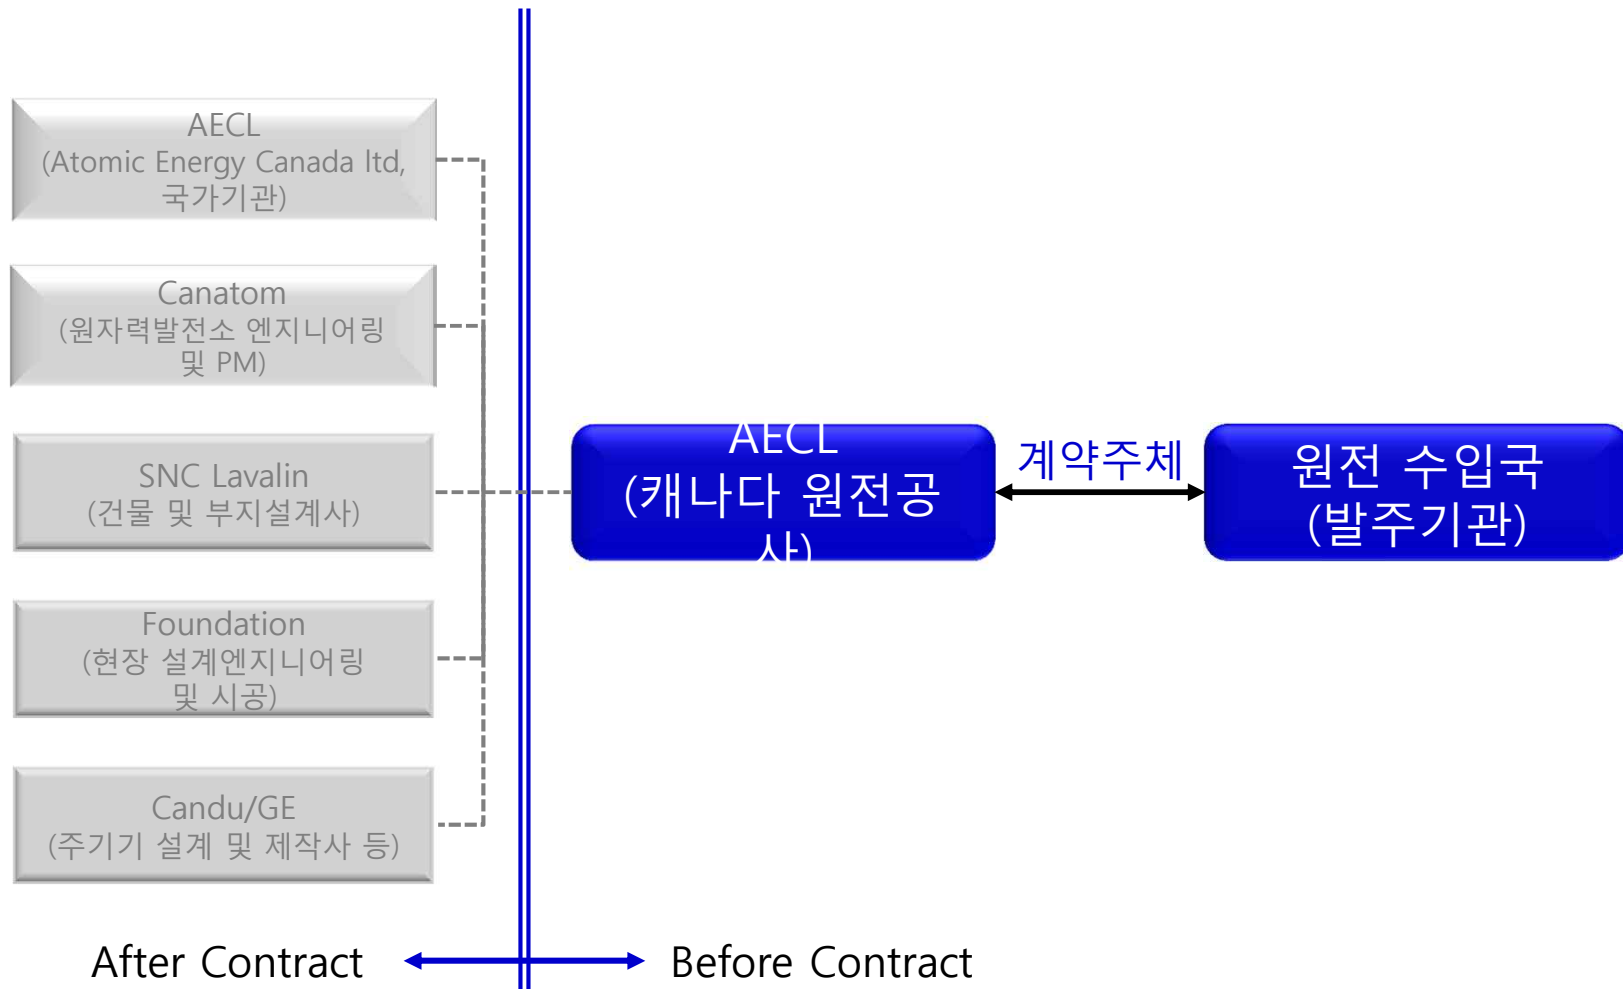 AECL
(Atomic Energy Canada ltd,
국가기관)
Canatom
(원자력발전소 엔지니어링
및 PM)
SNC Lavalin
(건물 및 부지설계사)
Foundation
(현장 설계엔지니어링
및 시공)
Candu/GE
(주기기 설계 및 제작사 등)
AECL
(캐나다 원전공
사)
계약주체
원전 수입국
(발주기관)
After Contract
Before Contract